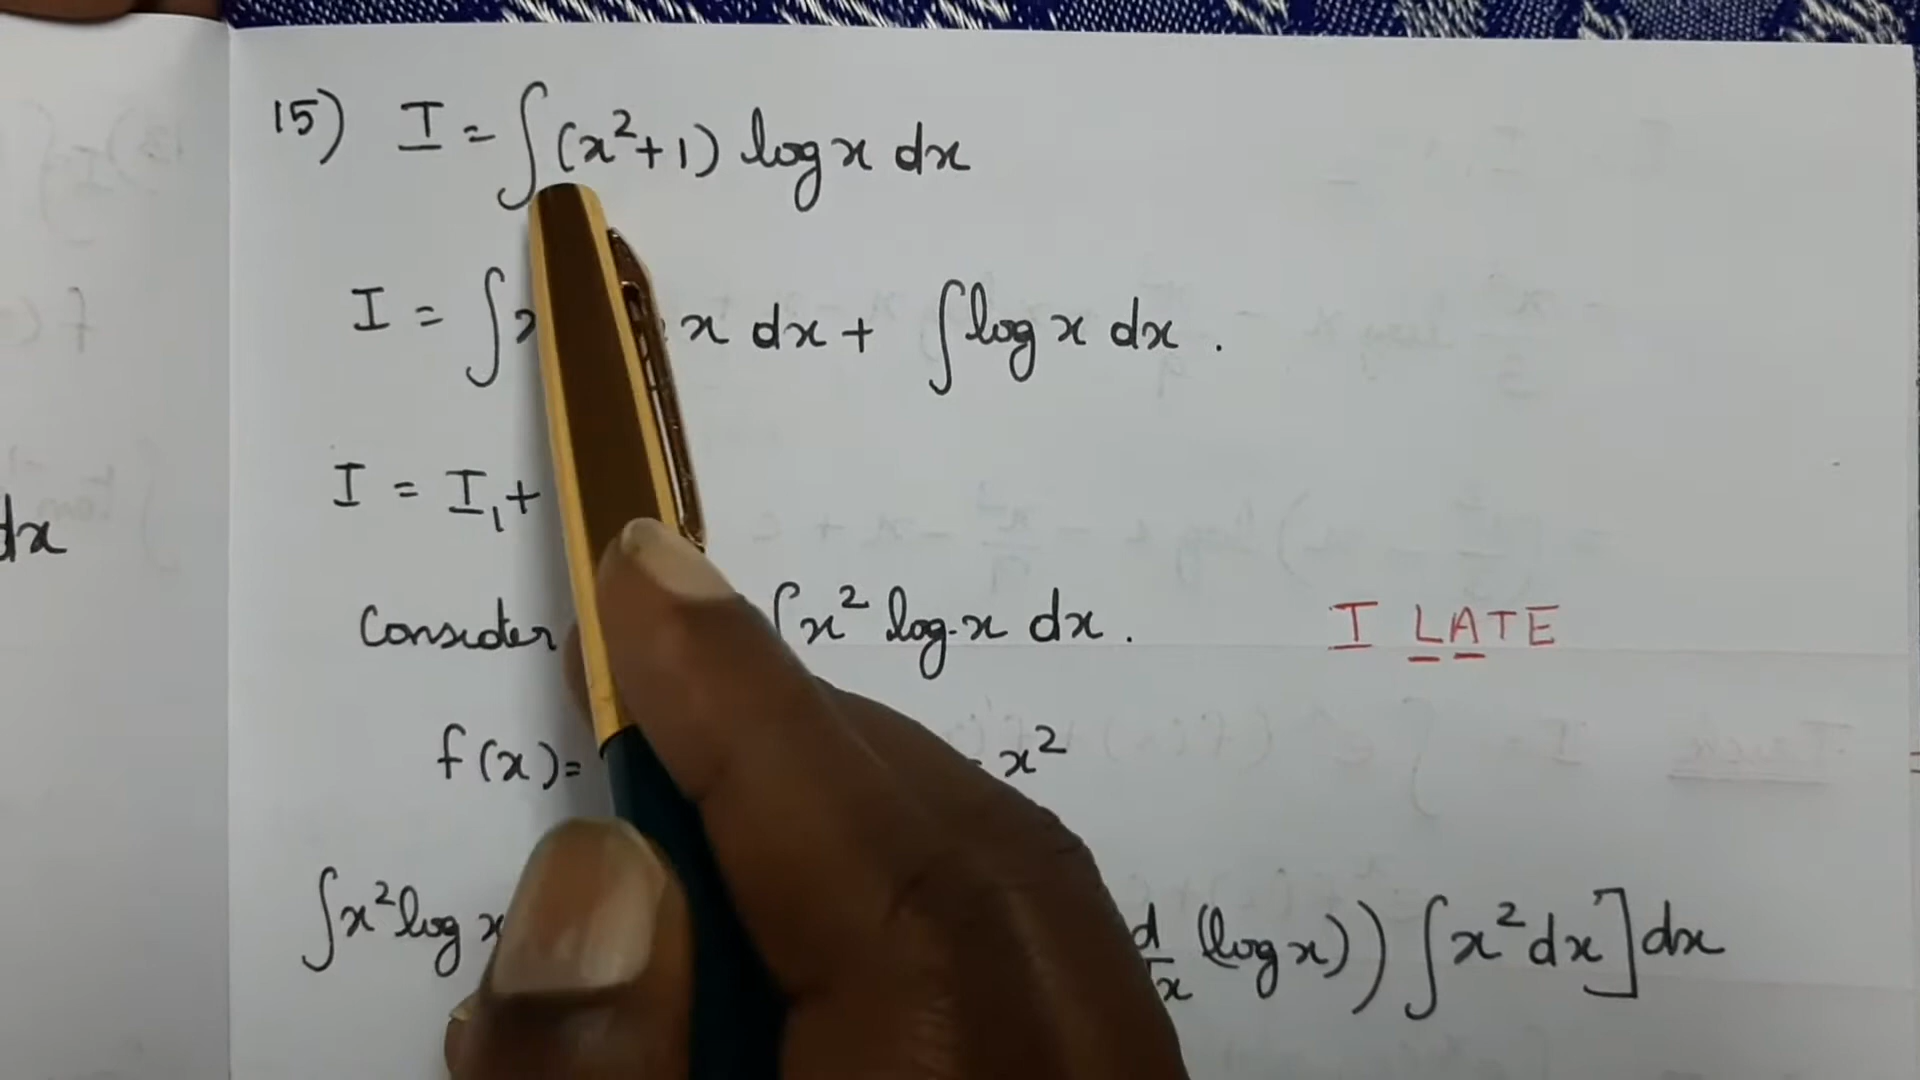 15) I = ∫(x²+1) log x dx
I = ∫x x dx + ∫log x dx .
I = I₁ +
dx
Consider ∫x² log x dx . I LATE
f(x) = x²
∫x² log x d/dx (log x)) ∫x² dx] dx